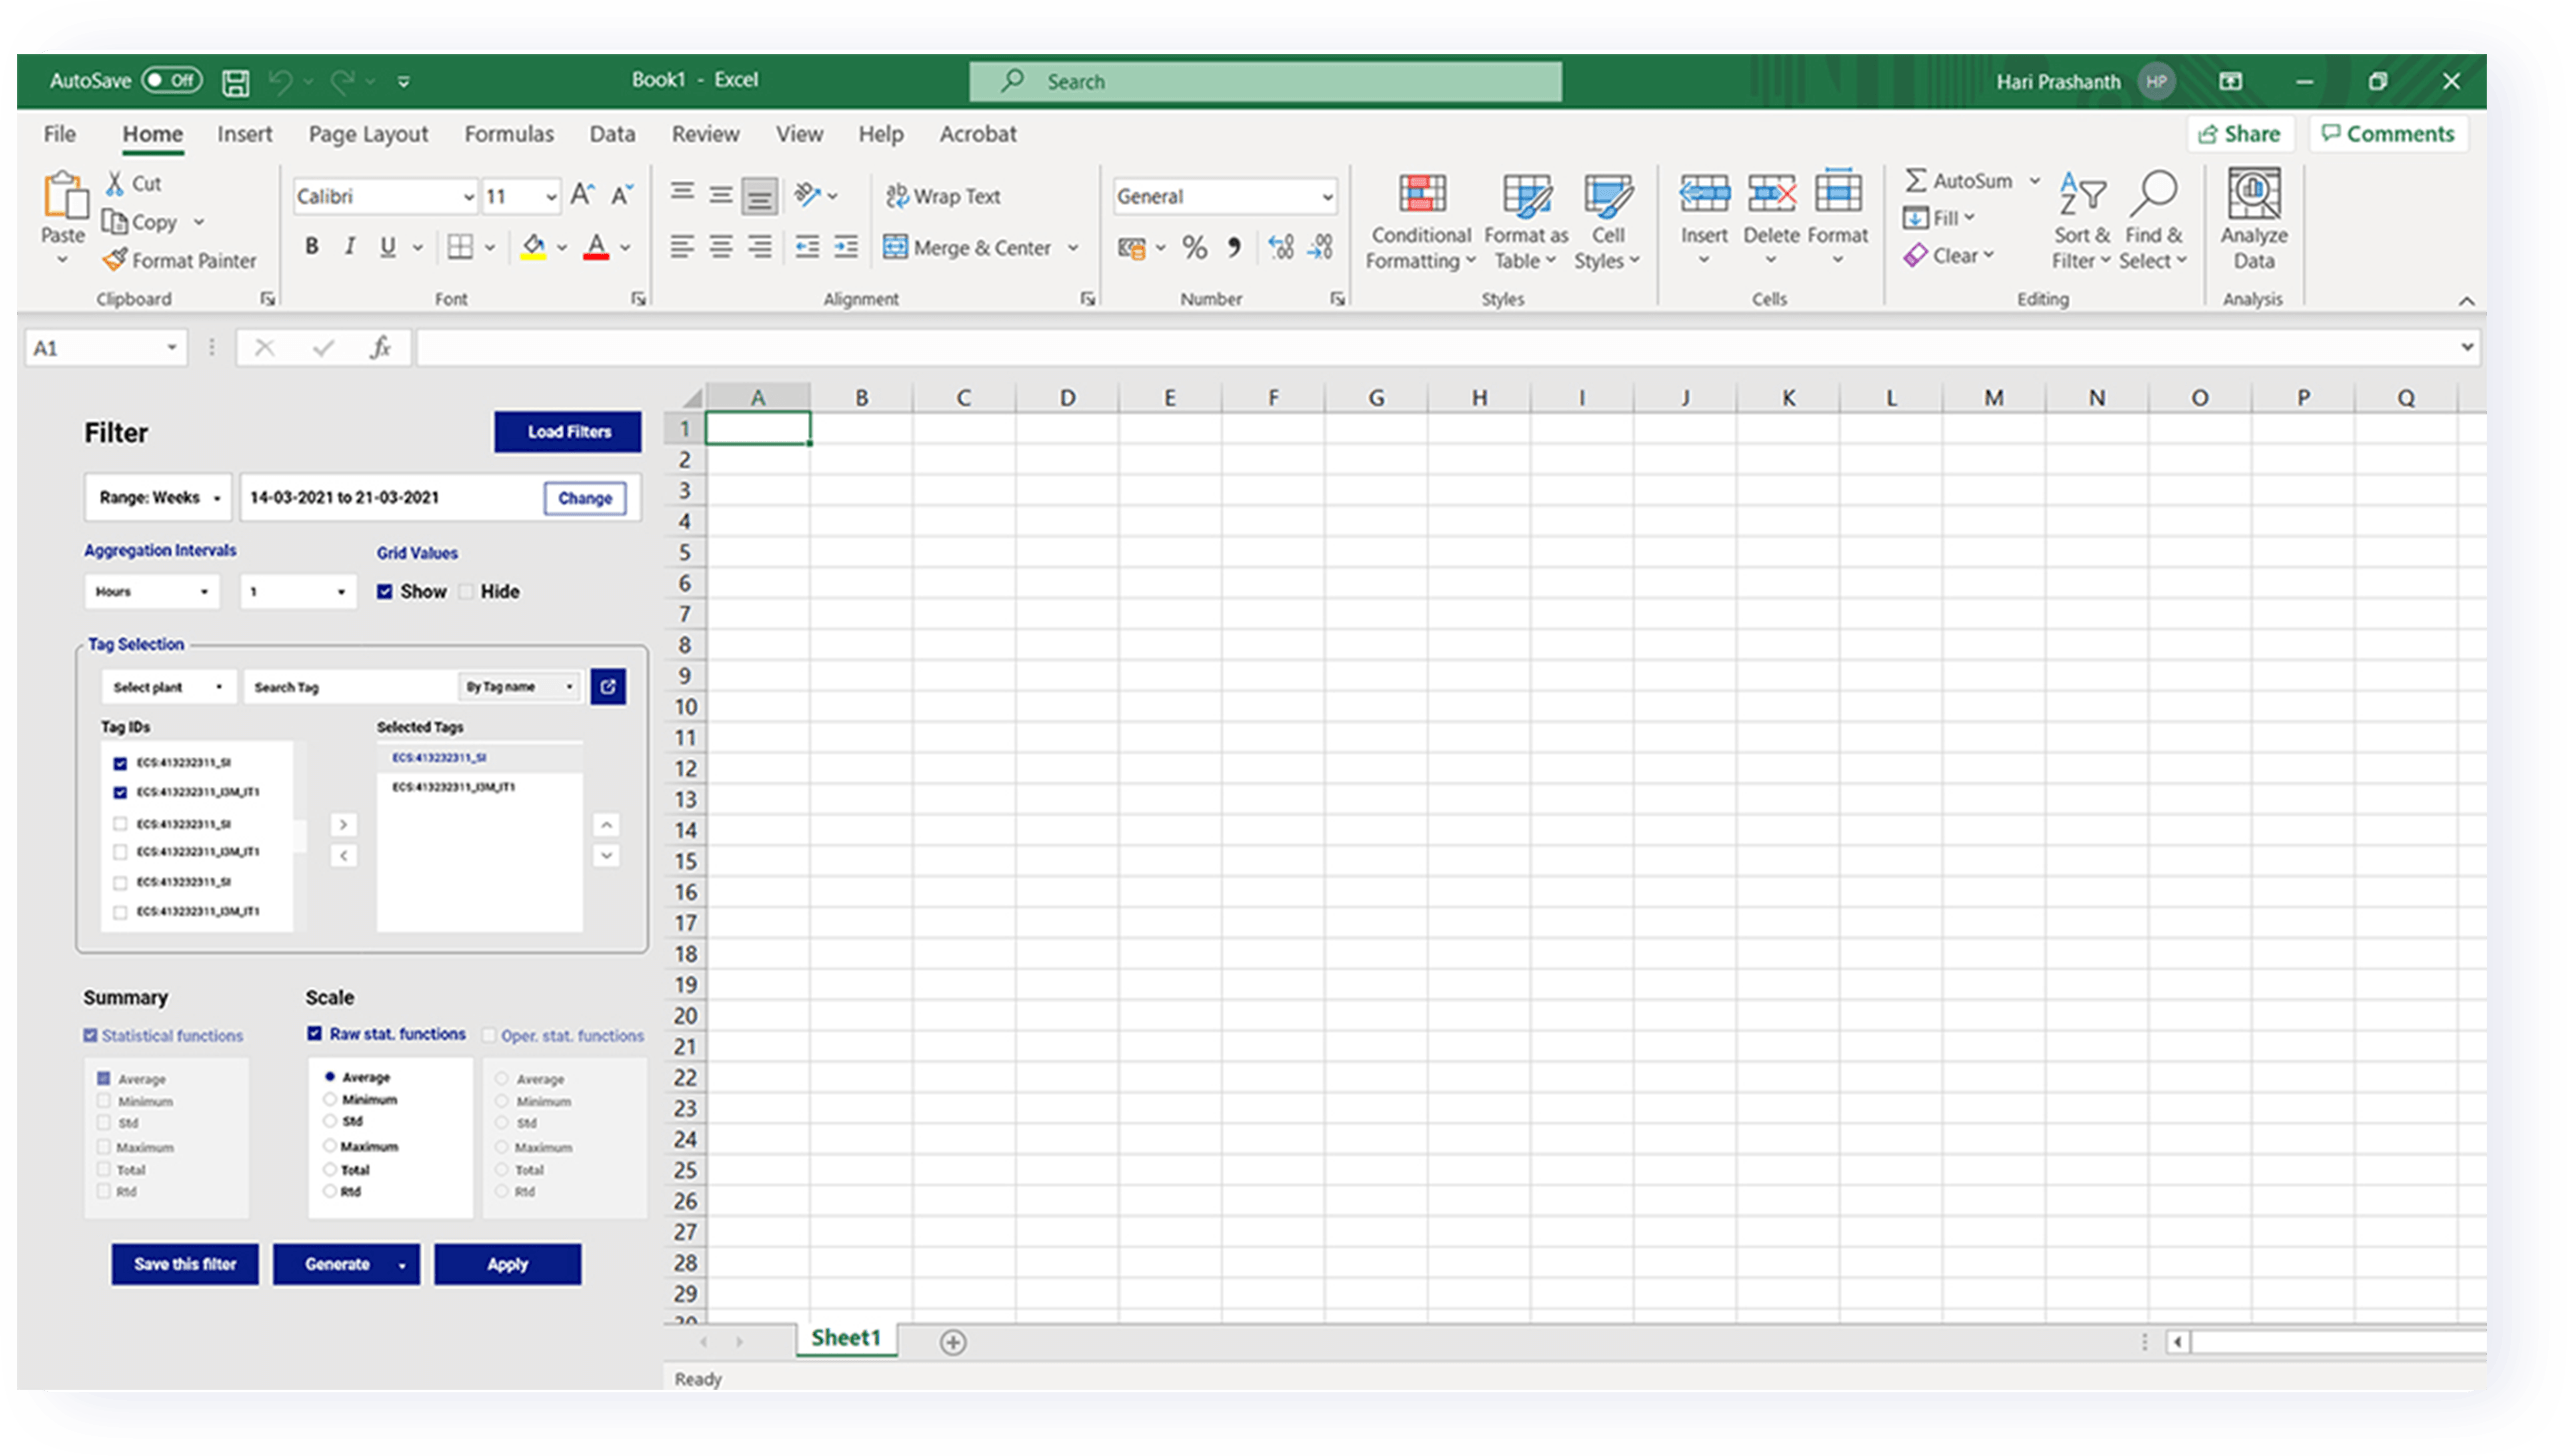 AutoSave Off Book1 - Excel Search Hari Prashanth HP
File Home Insert Page Layout Formulas Data Review View Help Acrobat Share Comments
Paste Cut Copy Format Painter Clipboard
Calibri 11 A A B I U A Font
Wrap Text Merge & Center Alignment
General % Number
Conditional Formatting Format as Table Cell Styles Styles
Insert Delete Format Cells
AutoSum Fill Clear Sort & Filter Find & Select Editing
Analyze Data Analysis
A1 fx
A B C D E F G H I J K L M N O P Q
Filter Load Filters
Range: Weeks 14-03-2021 to 21-03-2021 Change
Aggregation Intervals Grid Values
Hours 1 Show Hide
Tag Selection
Select plant Search Tag By Tag name
Tag IDs Selected Tags
ECS:413232311_SI
ECS:413232311_I3M_IT1
ECS:413232311_SI
ECS:413232311_I3M_IT1
ECS:413232311_SI
ECS:413232311_I3M_IT1
ECS:413232311_SI
ECS:413232311_I3M_IT1
Summary Scale
Statistical functions Raw stat. functions Oper. stat. functions
Average Average Average
Minimum Minimum Minimum
Std Std Std
Maximum Maximum Maximum
Total Total Total
Rtd Rtd Rtd
Save this filter Generate Apply
1
2
3
4
5
6
7
8
9
10
11
12
13
14
15
16
17
18
19
20
21
22
23
24
25
26
27
28
29
30
Sheet1
Ready